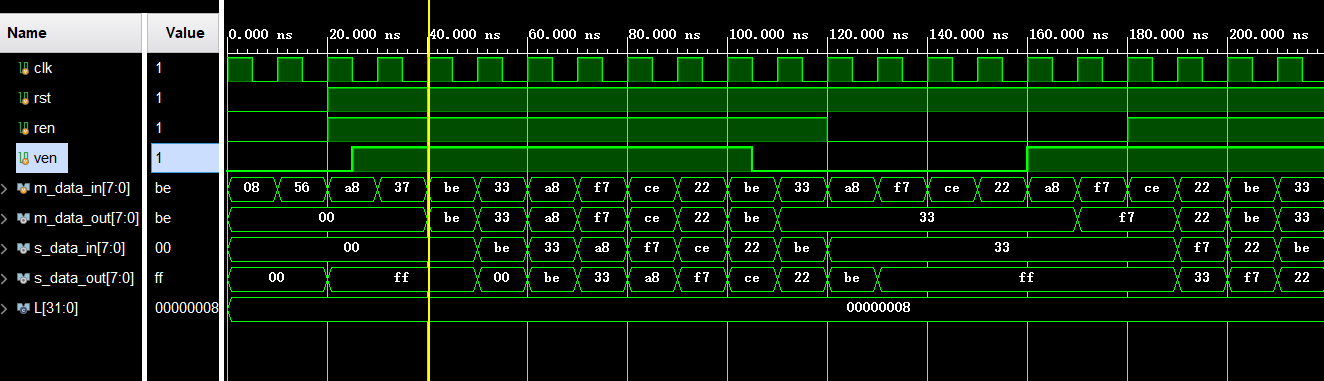 Name Value 0.000 ns 20.000 ns 40.000 ns 60.000 ns 80.000 ns 100.000 ns 120.000 ns 140.000 ns 160.000 ns 180.000 ns 200.000 ns
clk 1
rst 1
ren 1
ven 1
m_data_in[7:0] be 08 56 a8 37 be 33 a8 f7 ce 22 be 33 a8 f7 ce 22 a8 f7 ce 22 be 33
m_data_out[7:0] be 00 be 33 a8 f7 ce 22 be 33 f7 22 be 33
s_data_in[7:0] 00 00 be 33 a8 f7 ce 22 be 33 f7 22 be
s_data_out[7:0] ff 00 ff 00 be 33 a8 f7 ce 22 be ff 33 f7 22
L[31:0] 00000008 00000008